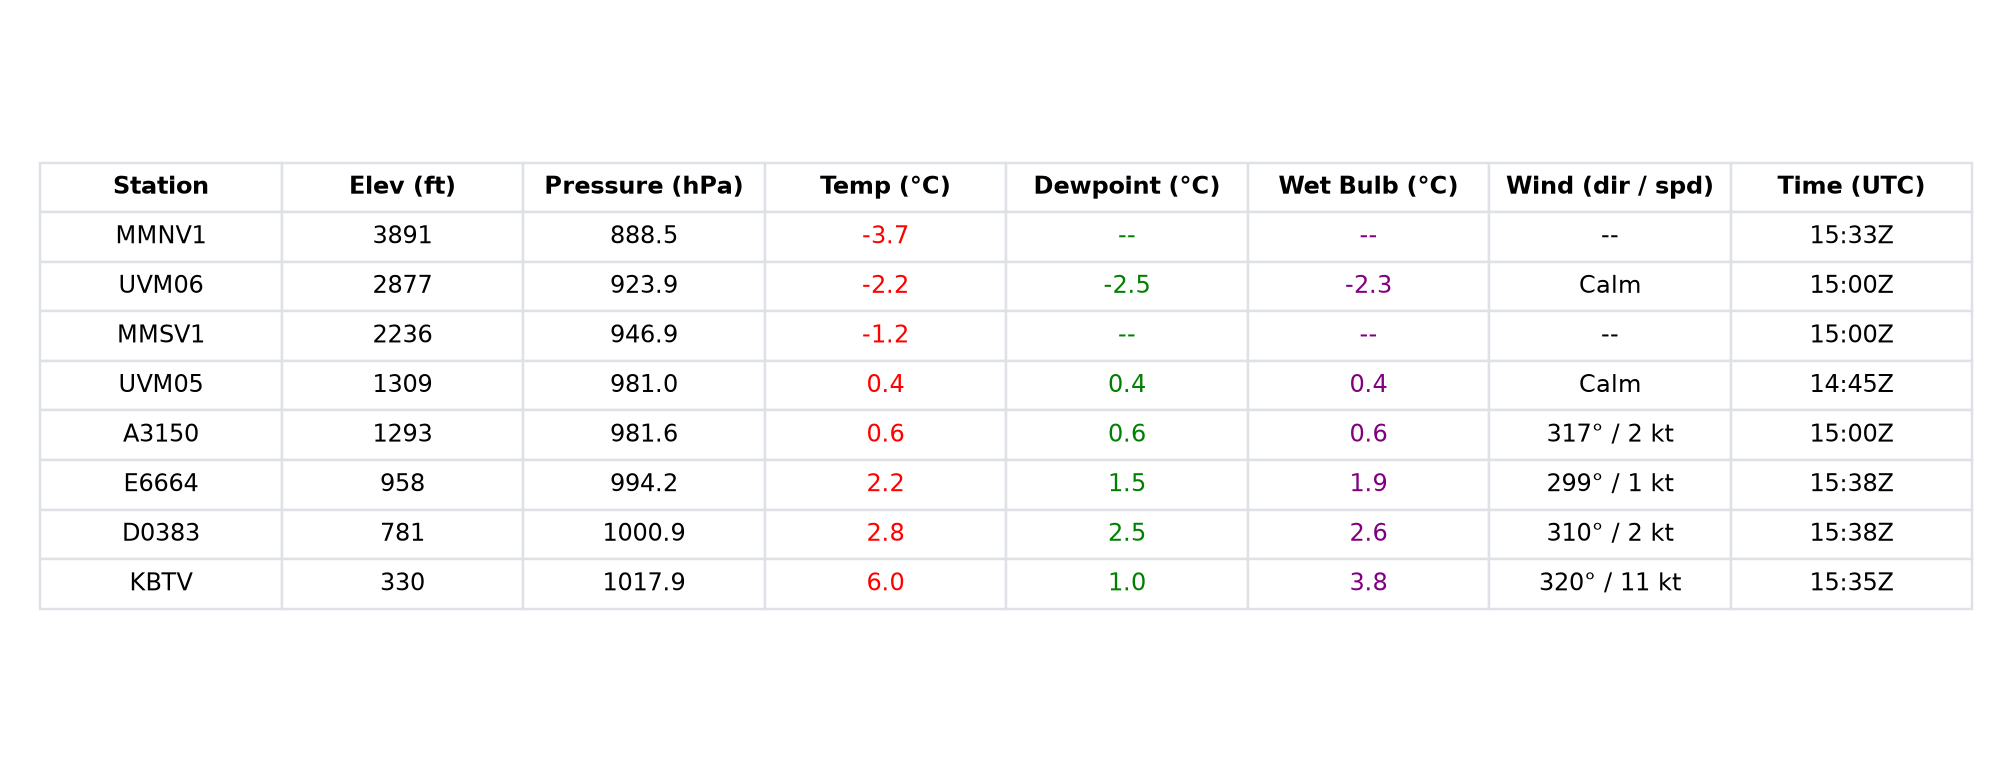 Station Elev (ft) Pressure (hPa) Temp (°C) Dewpoint (°C) Wet Bulb (°C) Wind (dir / spd) Time (UTC)
MMNV1 3891 888.5 -3.7 -- -- -- 15:33Z
UVM06 2877 923.9 -2.2 -2.5 -2.3 Calm 15:00Z
MMSV1 2236 946.9 -1.2 -- -- -- 15:00Z
UVM05 1309 981.0 0.4 0.4 0.4 Calm 14:45Z
A3150 1293 981.6 0.6 0.6 0.6 317° / 2 kt 15:00Z
E6664 958 994.2 2.2 1.5 1.9 299° / 1 kt 15:38Z
D0383 781 1000.9 2.8 2.5 2.6 310° / 2 kt 15:38Z
KBTV 330 1017.9 6.0 1.0 3.8 320° / 11 kt 15:35Z